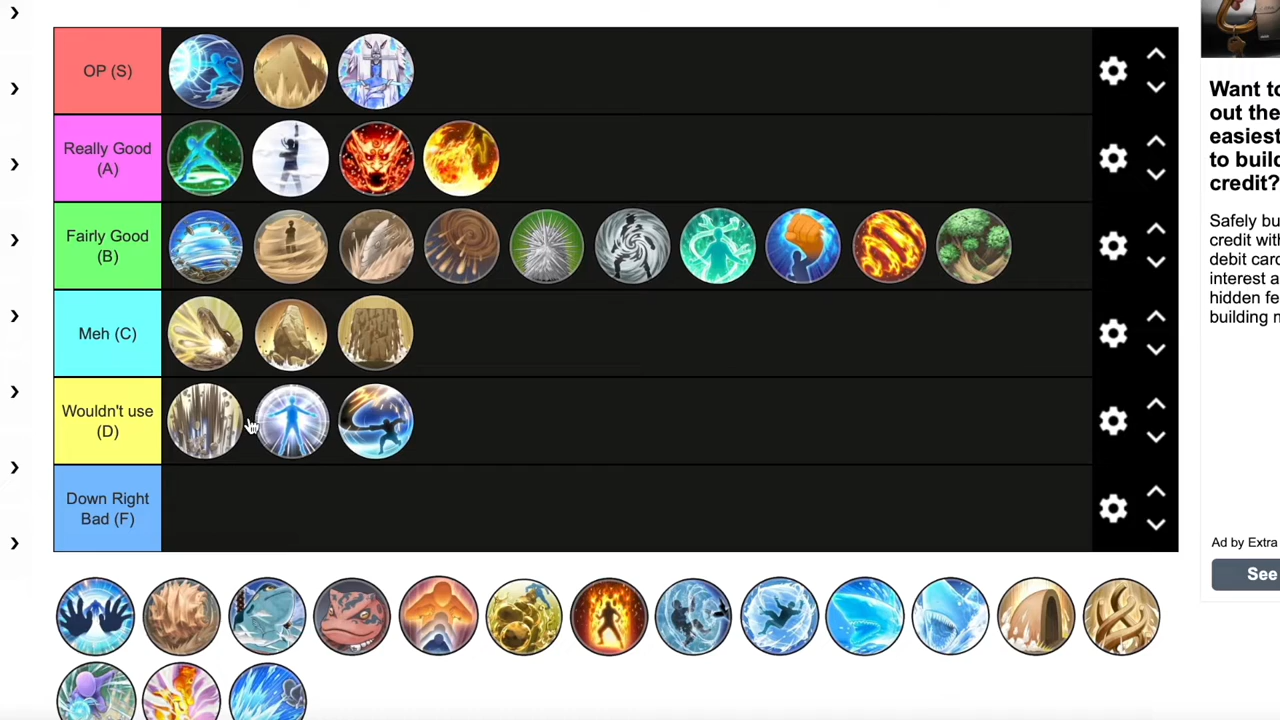 OP (S)
Really Good
(A)
Fairly Good
(B)
Meh (C)
Wouldn't use
(D)
Down Right
Bad (F)
Want to
out the
easiest
to build
credit?
Safely bu
credit with
debit card
interest a
hidden fe
building m
Ad by Extra
See